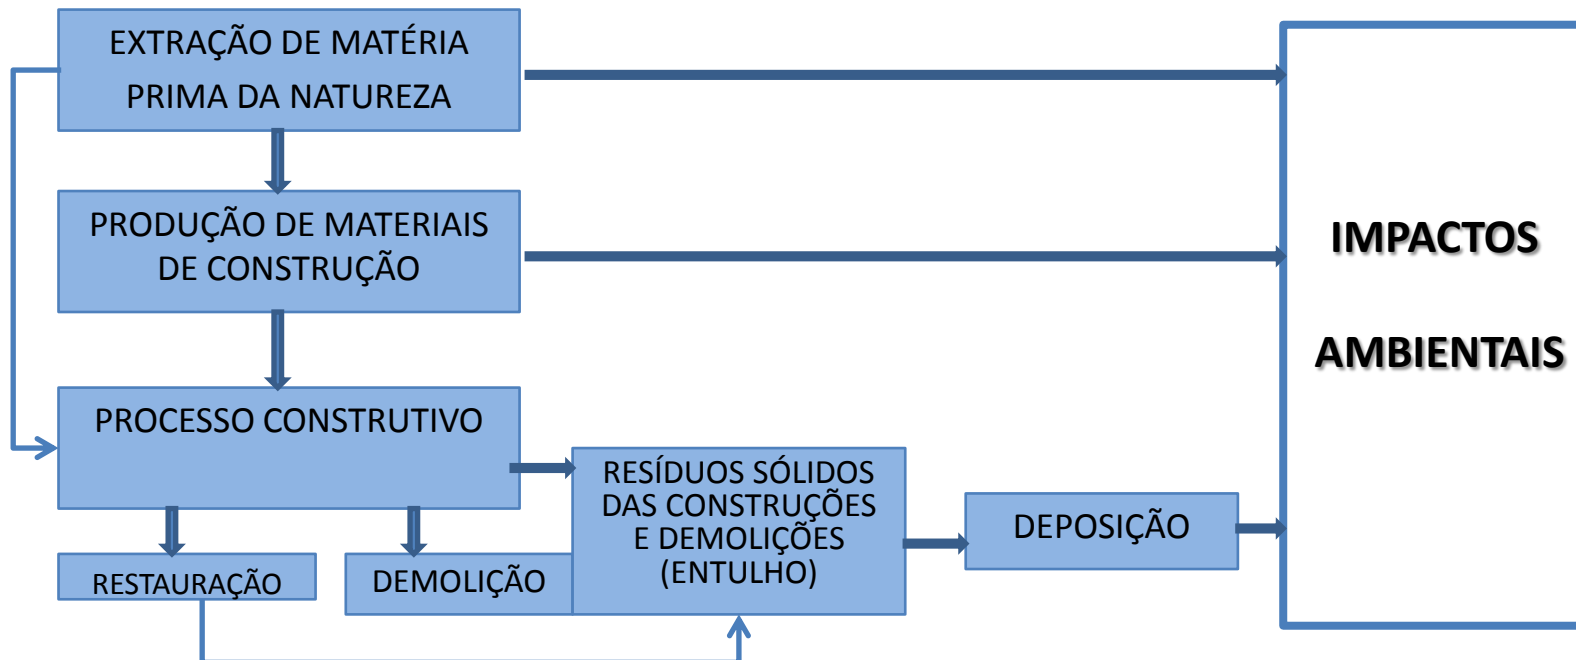 EXTRAÇÃO DE MATÉRIA
PRIMA DA NATUREZA
PRODUÇÃO DE MATERIAIS
DE CONSTRUÇÃO
IMPACTOS
AMBIENTAIS
PROCESSO CONSTRUTIVO
RESÍDUOS SÓLIDOS
DAS CONSTRUÇÕES
E DEMOLIÇÕES
(ENTULHO)
DEPOSIÇÃO
RESTAURAÇÃO
DEMOLIÇÃO